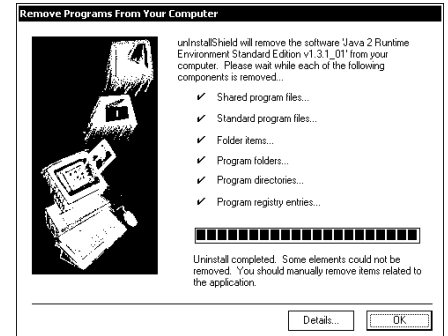 Remove Programs From Your Computer
unInstallShield will remove the software 'Java 2 Runtime
Environment Standard Edition v1.3.1_01' from your
computer. Please wait while each of the following
components is removed...
✔ Shared program files...
✔ Standard program files...
✔ Folder items...
✔ Program folders...
✔ Program directories...
✔ Program registry entries...
Uninstall completed. Some elements could not be
removed. You should manually remove items related to
the application.
Details... OK